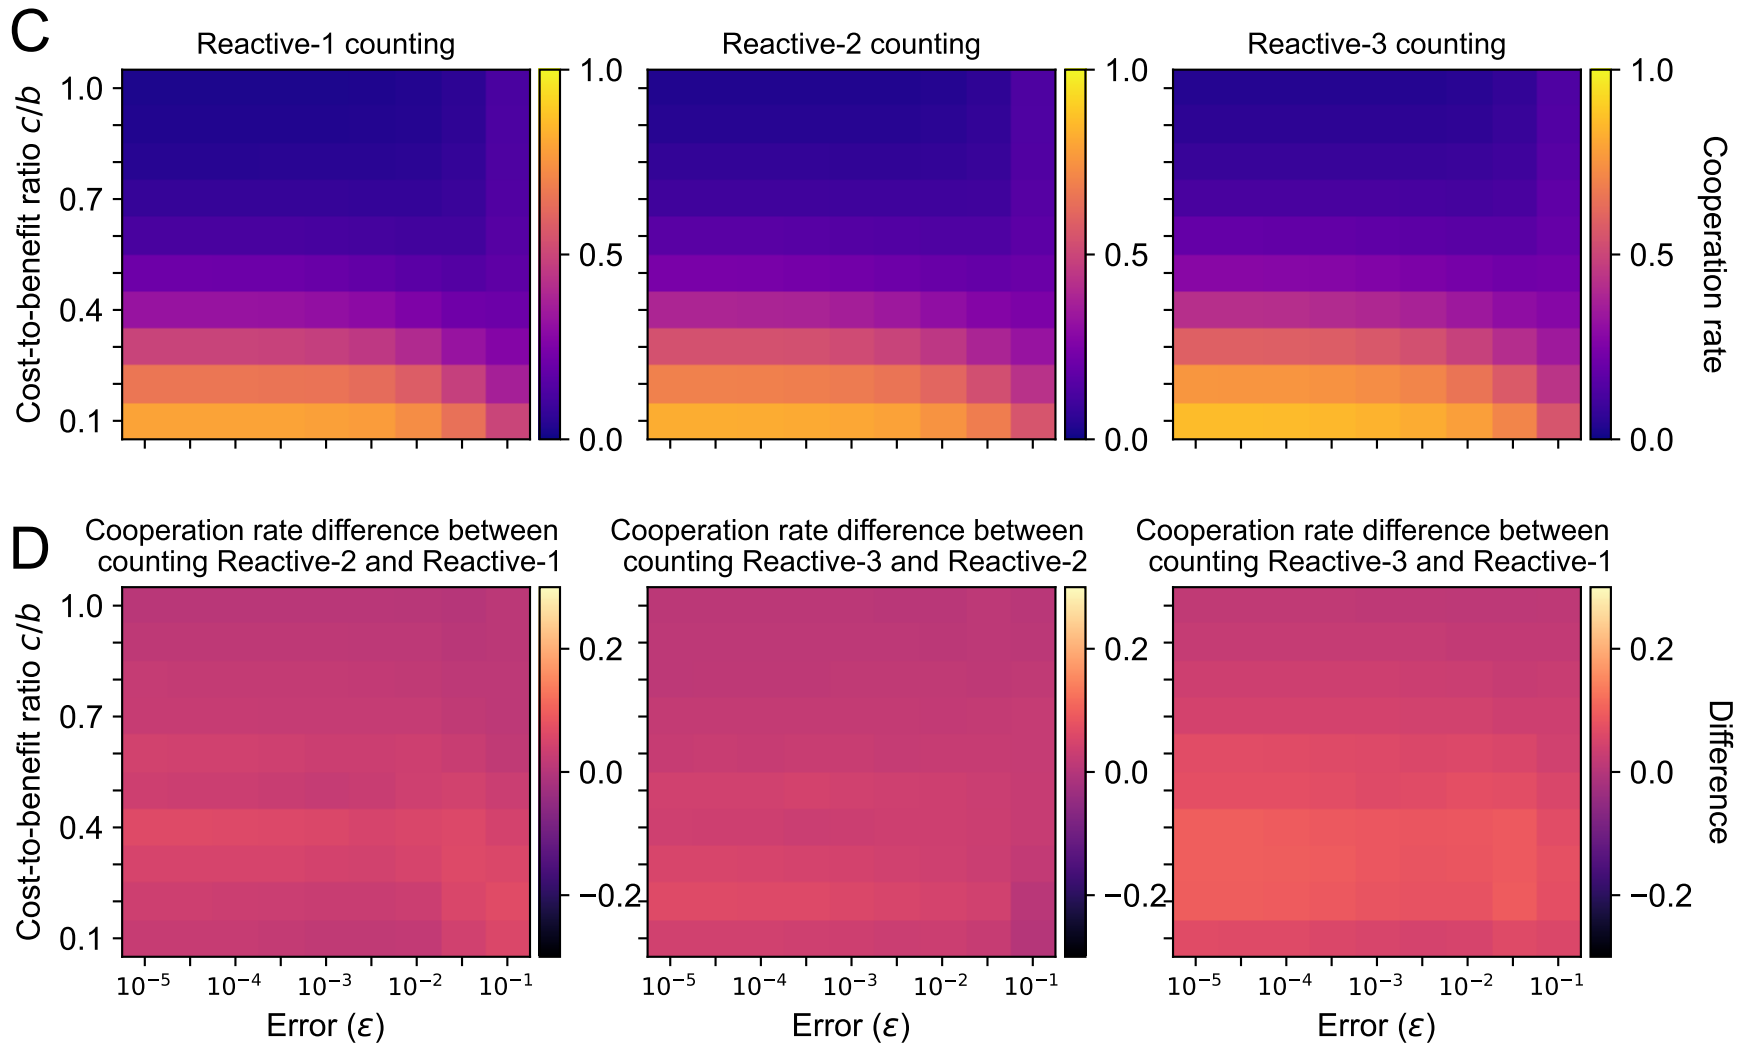 C
Reactive-1 counting
Reactive-2 counting
Reactive-3 counting
Cost-to-benefit ratio c/b
1.0
0.7
0.4
0.1
1.0
0.5
0.0
1.0
0.5
0.0
1.0
0.5
0.0
Cooperation rate
D
Cooperation rate difference between
counting Reactive-2 and Reactive-1
Cooperation rate difference between
counting Reactive-3 and Reactive-2
Cooperation rate difference between
counting Reactive-3 and Reactive-1
Cost-to-benefit ratio c/b
1.0
0.7
0.4
0.1
0.2
0.0
−0.2
0.2
0.0
−0.2
0.2
0.0
−0.2
Difference
10⁻⁵ 10⁻⁴ 10⁻³ 10⁻² 10⁻¹
10⁻⁵ 10⁻⁴ 10⁻³ 10⁻² 10⁻¹
10⁻⁵ 10⁻⁴ 10⁻³ 10⁻² 10⁻¹
Error (ε)
Error (ε)
Error (ε)